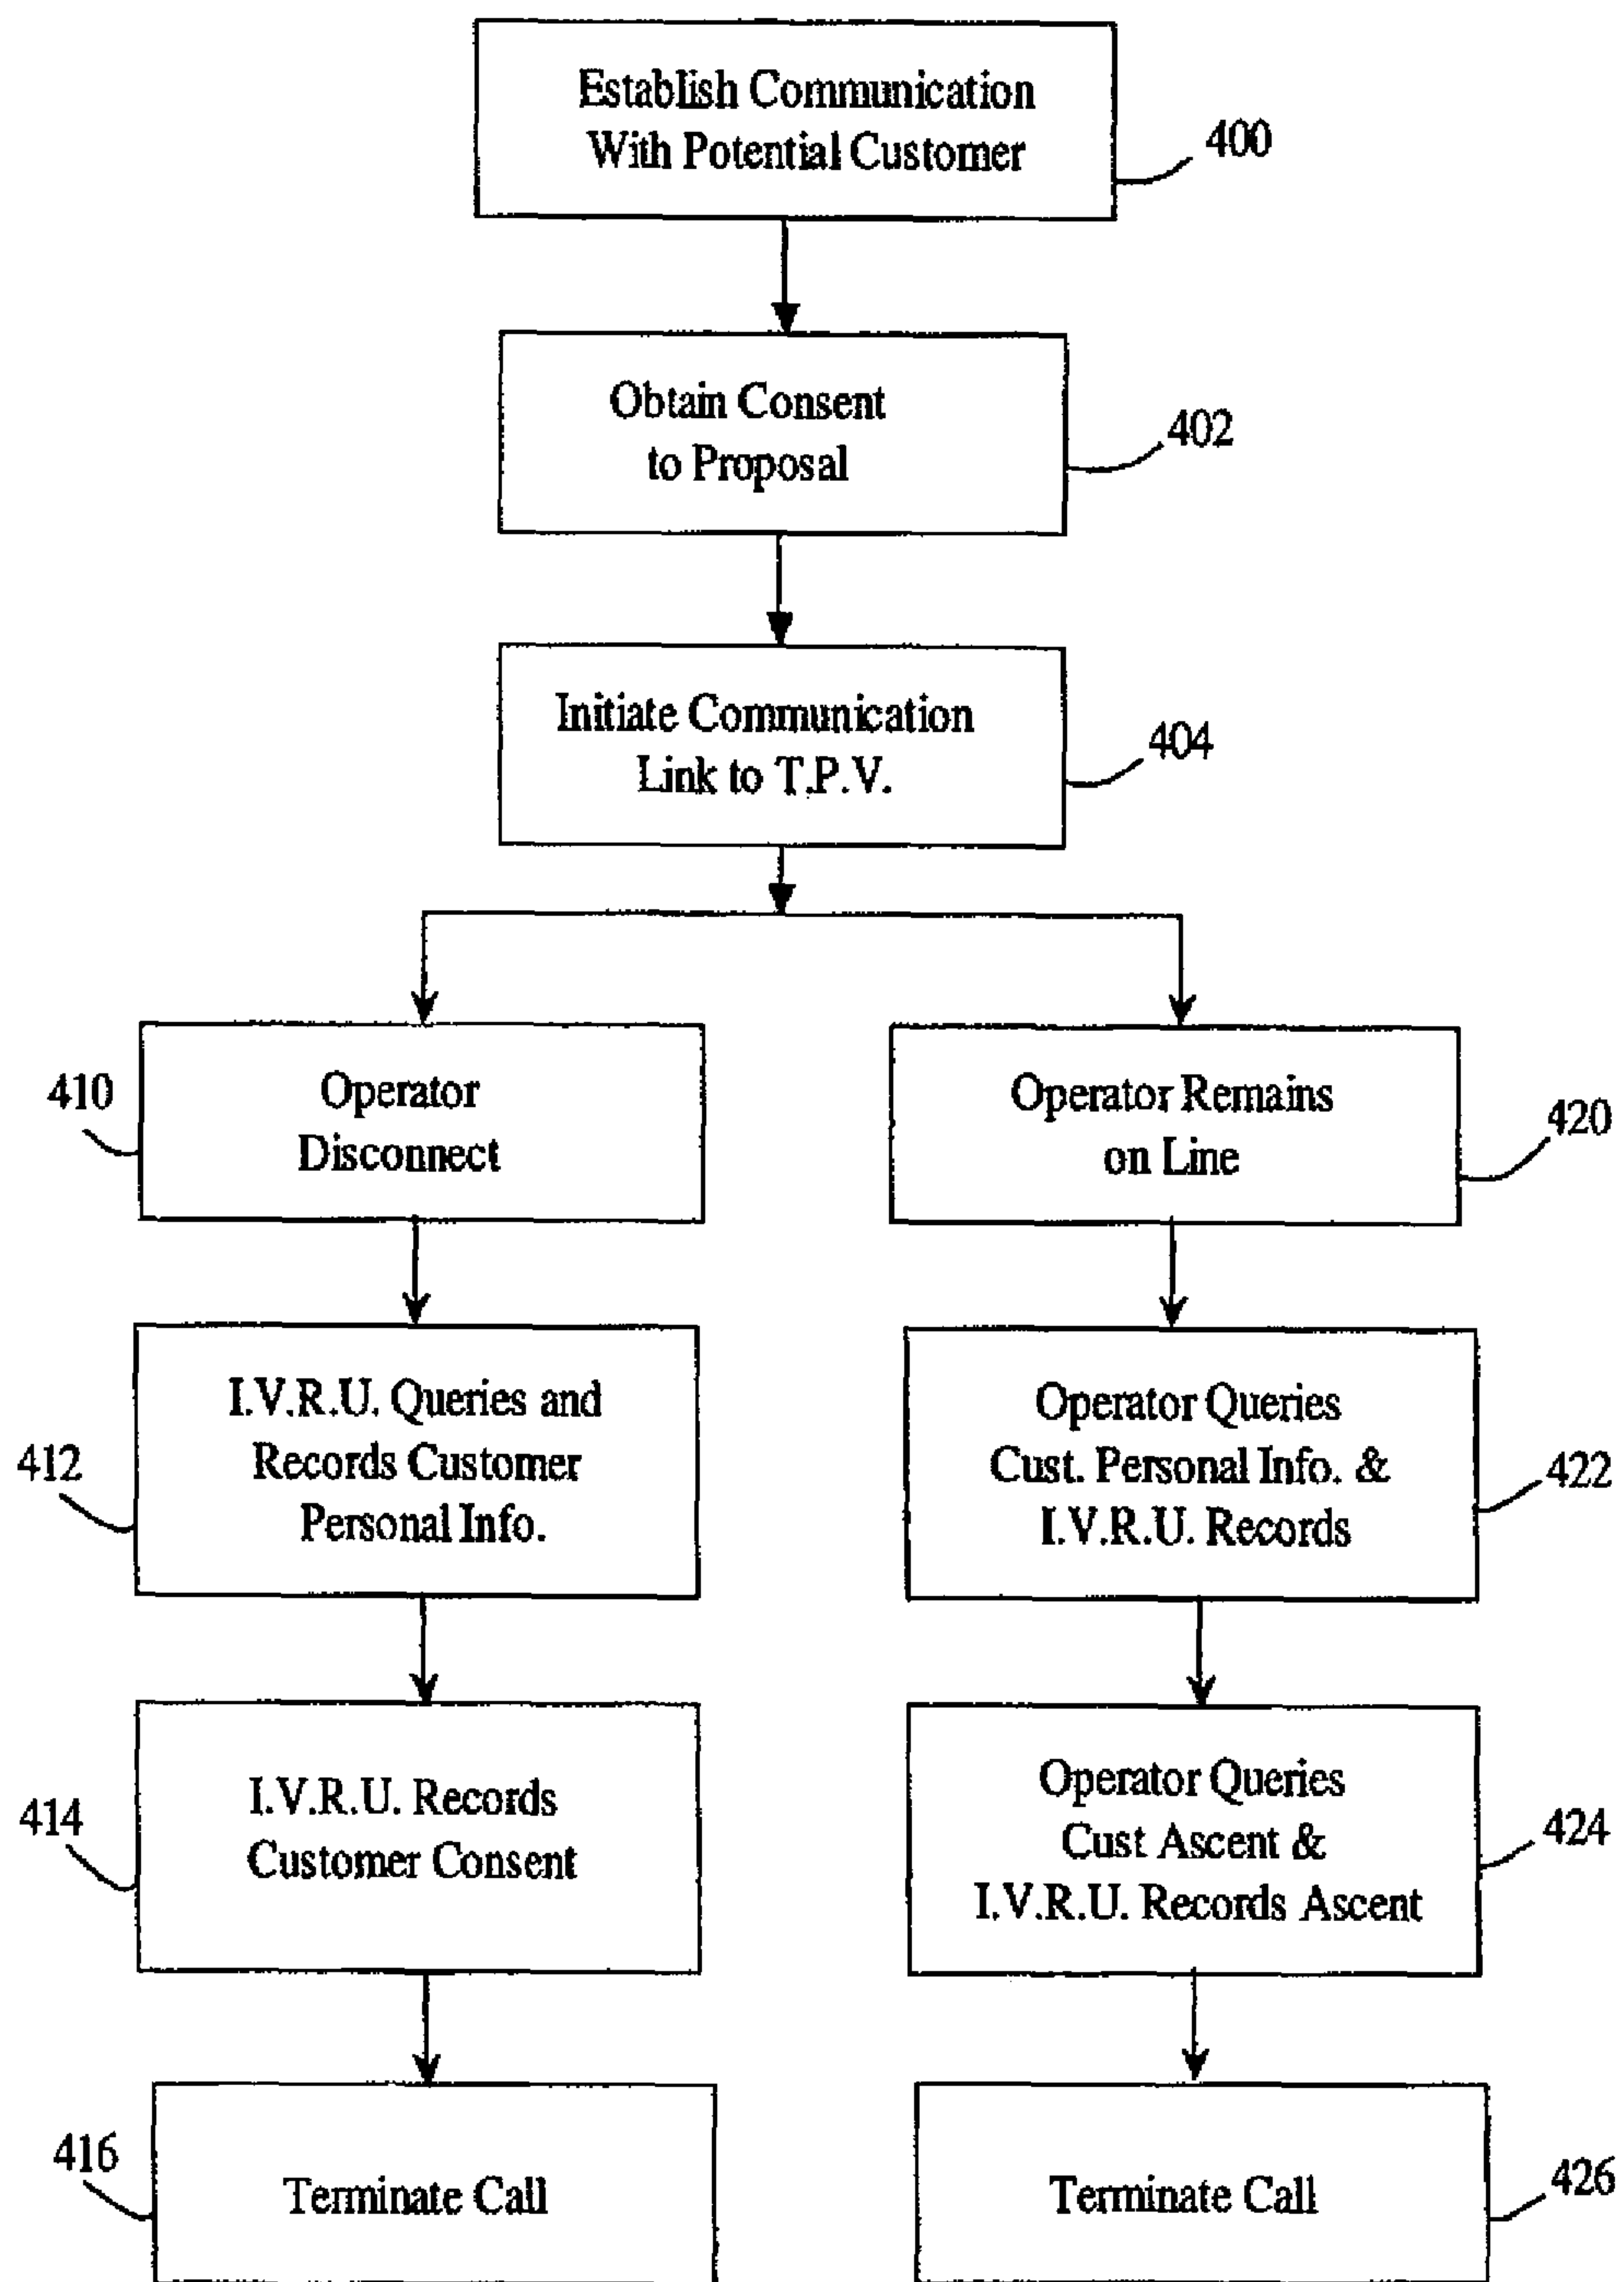 Establish Communication
With Potential Customer
400
Obtain Consent
to Proposal
402
Initiate Communication
Link to T.P.V.
404
410
Operator
Disconnect
Operator Remains
on Line
420
412
I.V.R.U. Queries and
Records Customer
Personal Info.
Operator Queries
Cust. Personal Info. &
I.V.R.U. Records
422
414
I.V.R.U. Records
Customer Consent
Operator Queries
Cust Ascent &
I.V.R.U. Records Ascent
424
416
Terminate Call
Terminate Call
426